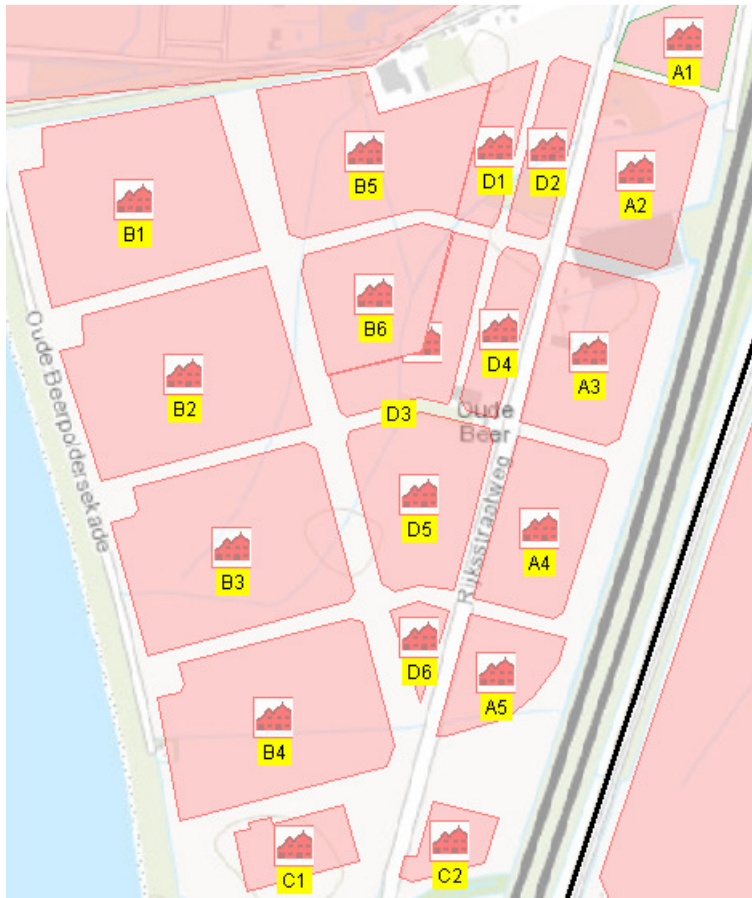 A1
D1
D2
B5
A2
B1
B6
D4
A3
Oude Beerpoldersekade
B2
D3
Oude
Beer
D5
Rijksstraatweg
B3
A4
D6
A5
B4
C1
C2